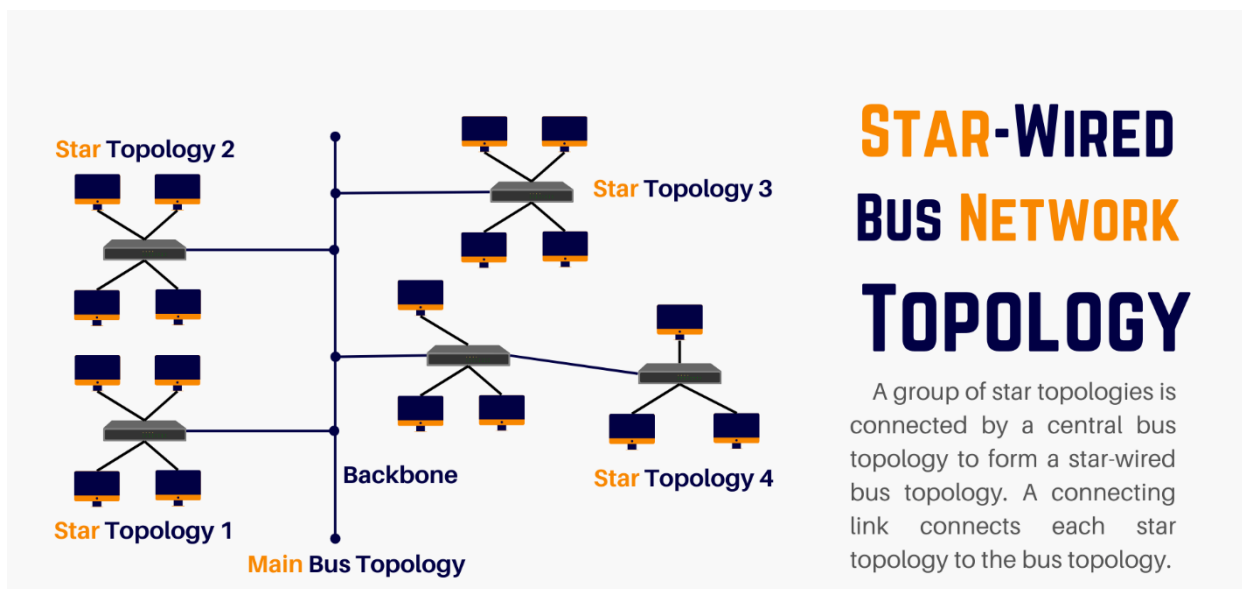 Star Topology 2
Star Topology 3
Backbone
Star Topology 4
Star Topology 1
Main Bus Topology
STAR-WIRED
BUS NETWORK
TOPOLOGY
A group of star topologies is
connected by a central bus
topology to form a star-wired
bus topology. A connecting
link connects each star
topology to the bus topology.